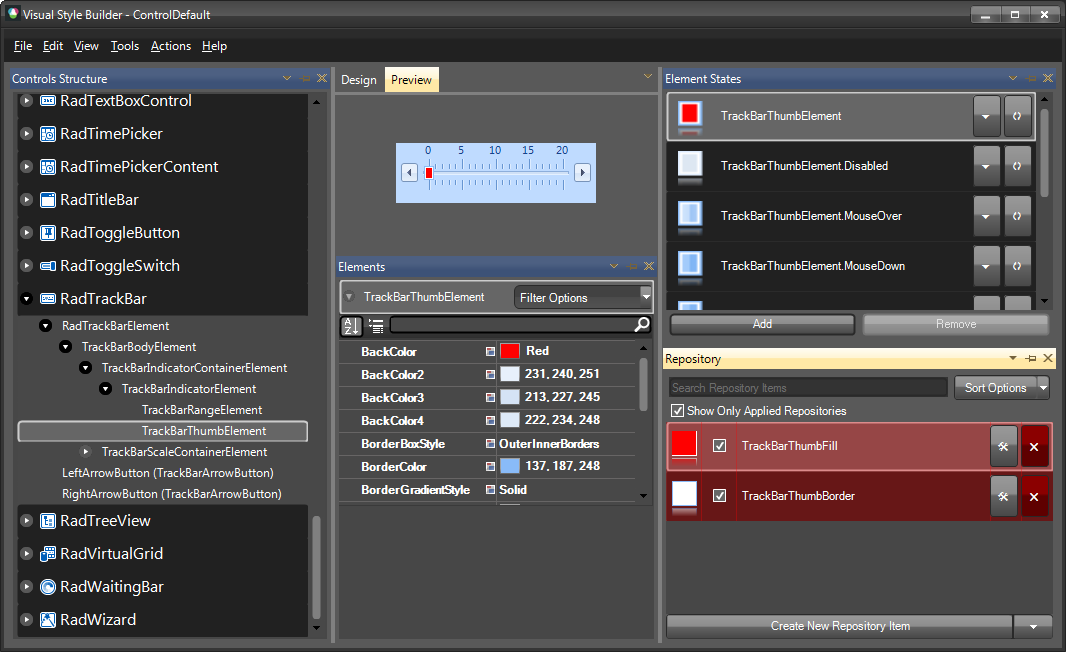 Visual Style Builder - ControlDefault
File Edit View Tools Actions Help
Controls Structure
RadTextBoxControl
RadTimePicker
RadTimePickerContent
RadTitleBar
RadToggleButton
RadToggleSwitch
RadTrackBar
RadTrackBarElement
TrackBarBodyElement
TrackBarIndicatorContainerElement
TrackBarIndicatorElement
TrackBarRangeElement
TrackBarThumbElement
TrackBarScaleContainerElement
LeftArrowButton (TrackBarArrowButton)
RightArrowButton (TrackBarArrowButton)
RadTreeView
RadVirtualGrid
RadWaitingBar
RadWizard
Design Preview
0 5 10 15 20
Elements
TrackBarThumbElement Filter Options
BackColor Red
BackColor2 231, 240, 251
BackColor3 213, 227, 245
BackColor4 222, 234, 248
BorderBoxStyle OuterInnerBorders
BorderColor 137, 187, 248
BorderGradientStyle Solid
Element States
TrackBarThumbElement
TrackBarThumbElement.Disabled
TrackBarThumbElement.MouseOver
TrackBarThumbElement.MouseDown
Add Remove
Repository
Search Repository Items Sort Options
Show Only Applied Repositories
TrackBarThumbFill
TrackBarThumbBorder
Create New Repository Item